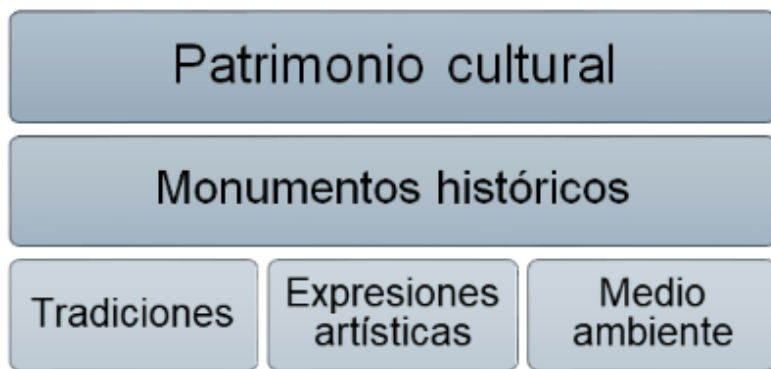 Patrimonio cultural
Monumentos históricos
Tradiciones
Expresiones
artísticas
Medio
ambiente